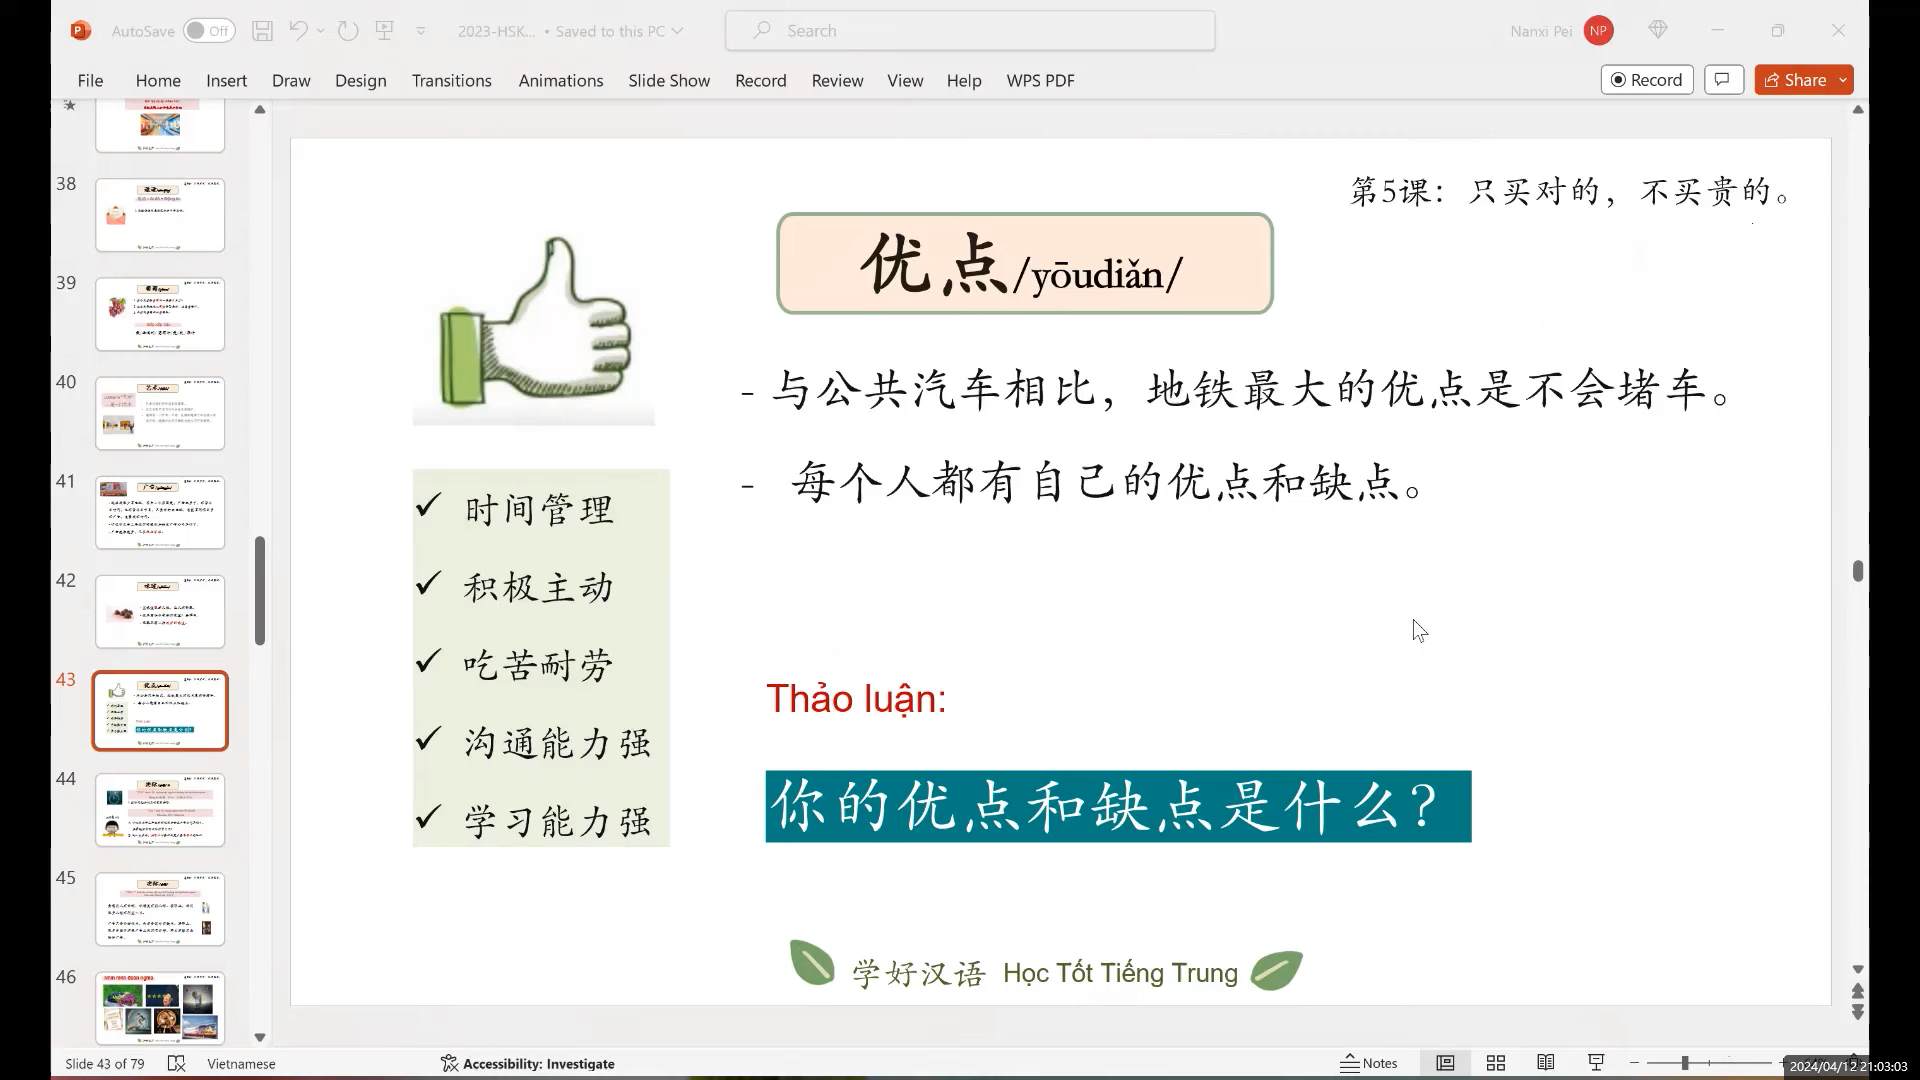 AutoSave Off 2023-HSK... • Saved to this PC Search Nanxi Pei NP
File Home Insert Draw Design Transitions Animations Slide Show Record Review View Help WPS PDF Record Share
38
39
40
41
42
43
44
45
46
第5课：只买对的，不买贵的。
优点/yōudiǎn/
- 与公共汽车相比，地铁最大的优点是不会堵车。
- 每个人都有自己的优点和缺点。
✓ 时间管理
✓ 积极主动
✓ 吃苦耐劳
✓ 沟通能力强
✓ 学习能力强
Thảo luận:
你的优点和缺点是什么？
学好汉语 Học Tốt Tiếng Trung
Slide 43 of 79 Vietnamese Accessibility: Investigate Notes
2024/04/12 21:03:03